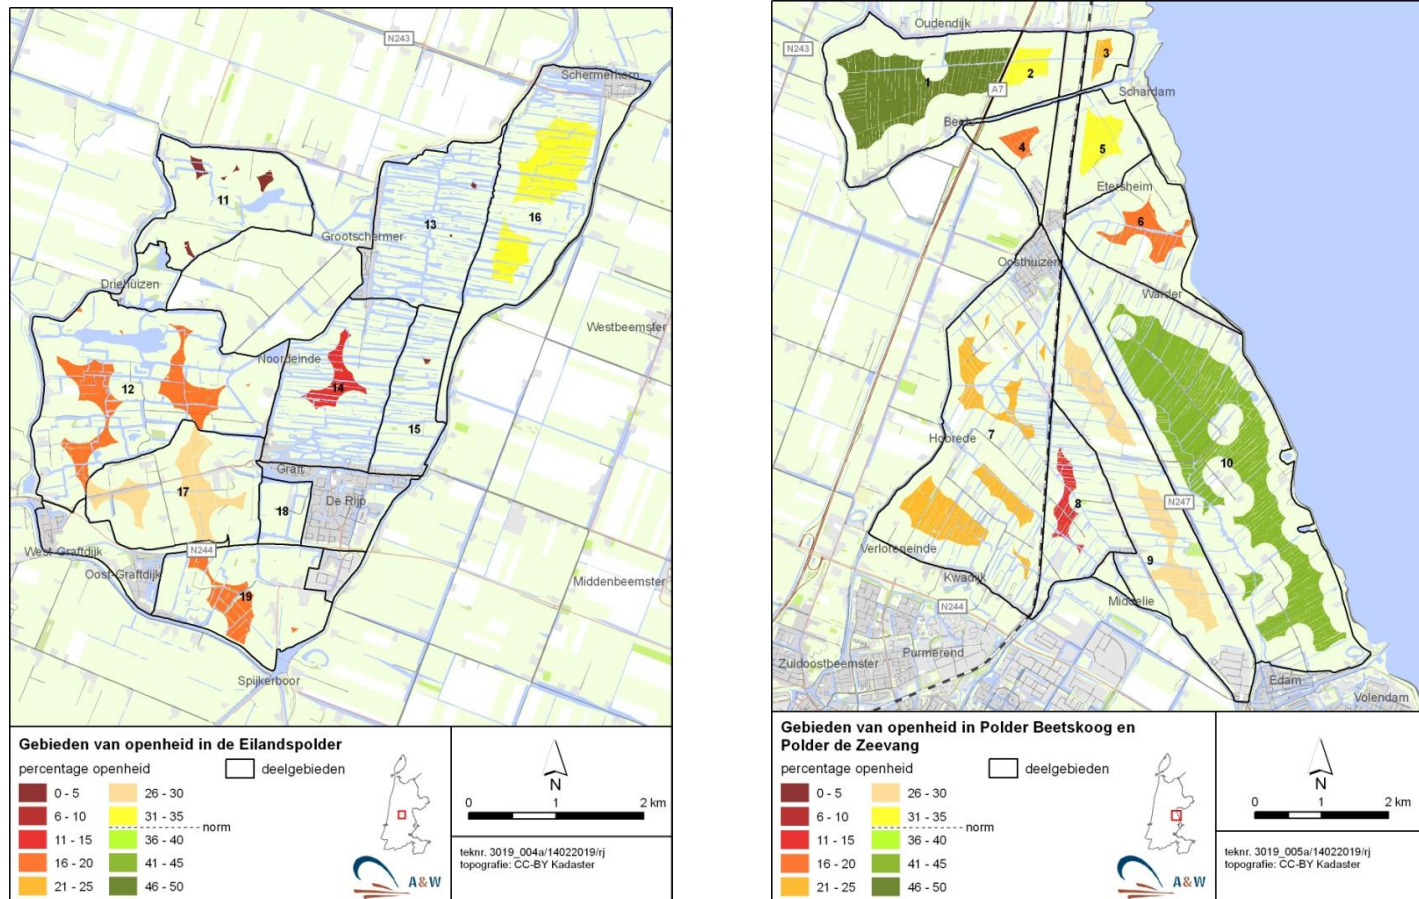 N243
Schermerhorn
11
13
16
Grootschermer
Driehuizen
Westbeemster
Noordeinde
12
14
15
17
Graft
De Rijp
18
West-Graftdijk
N244
Oost-Graftdijk
Middenbeemster
19
Spijkerboor
Gebieden van openheid in de Eilandspolder
percentage openheid
deelgebieden
0 - 5
26 - 30
6 - 10
31 - 35
norm
11 - 15
36 - 40
16 - 20
41 - 45
21 - 25
46 - 50
N
0 1 2 km
teknr. 3019_004a/14022019/rj
topografie: CC-BY Kadaster
A&W
Oudendijk
N243
3
2
1
A7
Schardam
Beets
4
5
Etersheim
6
Oosthuizen
Warder
7
Hobrede
10
8
N247
Verloreneinde
9
Kwadijk
Middelie
N244
Purmerend
Zuidoostbeemster
Edam
Volendam
Gebieden van openheid in Polder Beetskoog en
Polder de Zeevang
percentage openheid
deelgebieden
0 - 5
26 - 30
6 - 10
31 - 35
norm
11 - 15
36 - 40
16 - 20
41 - 45
21 - 25
46 - 50
N
0 1 2 km
teknr. 3019_005a/14022019/rj
topografie: CC-BY Kadaster
A&W